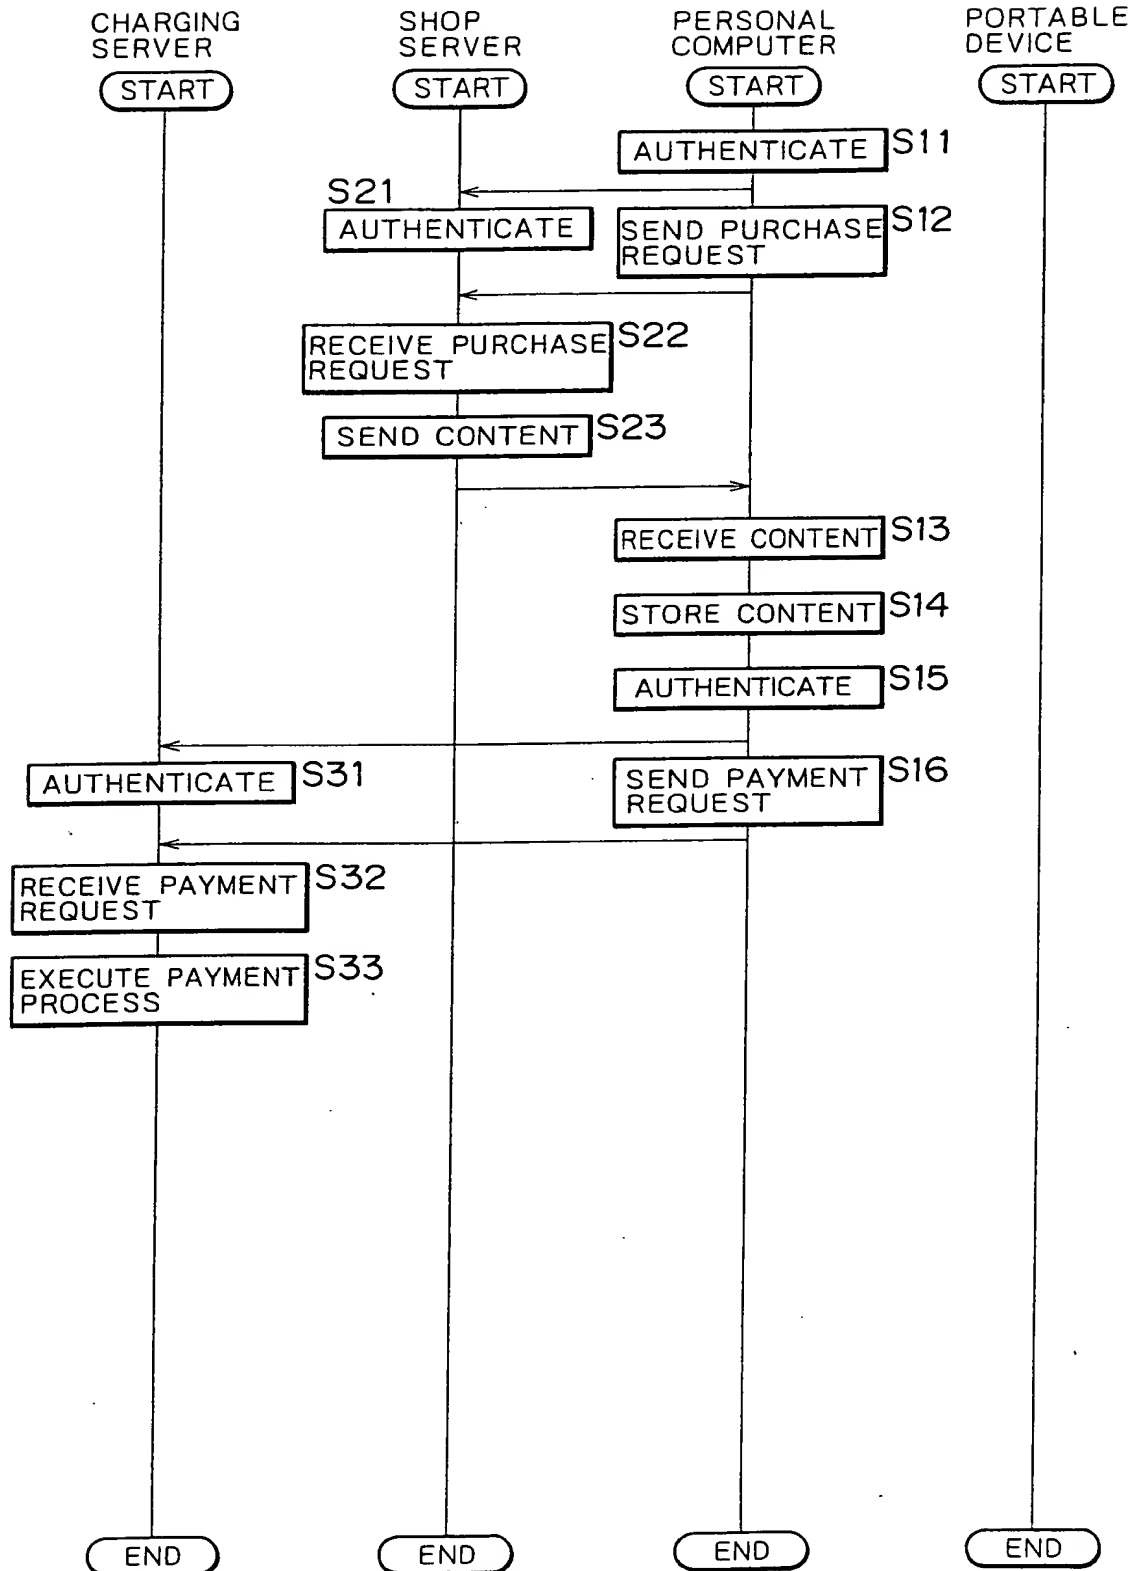 CHARGING
SERVER
SHOP
SERVER
PERSONAL
COMPUTER
PORTABLE
DEVICE
START
START
START
START
AUTHENTICATE
S11
S21
AUTHENTICATE
SEND PURCHASE
REQUEST
S12
RECEIVE PURCHASE
REQUEST
S22
SEND CONTENT
S23
RECEIVE CONTENT
S13
STORE CONTENT
S14
AUTHENTICATE
S15
AUTHENTICATE
S31
SEND PAYMENT
REQUEST
S16
RECEIVE PAYMENT
REQUEST
S32
EXECUTE PAYMENT
PROCESS
S33
END
END
END
END